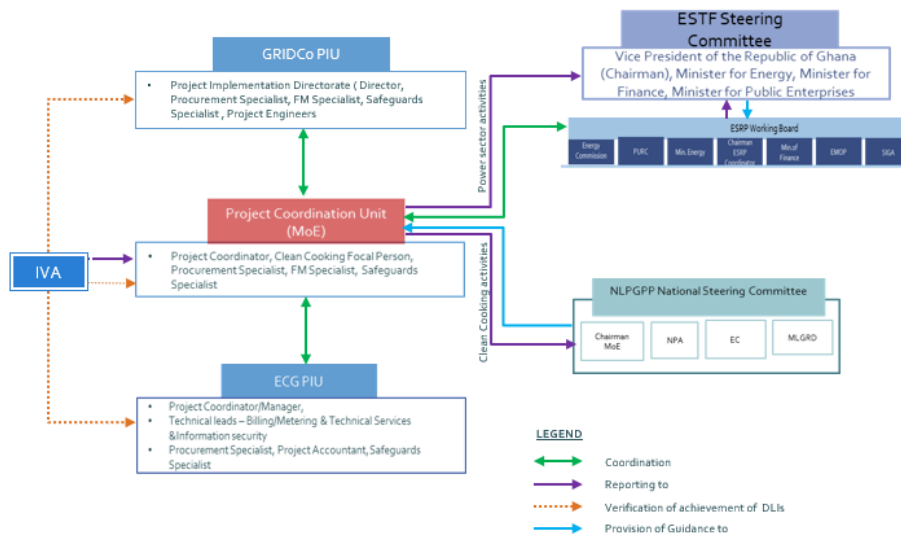 GRIDCo PIU
• Project Implementation Directorate ( Director,
Procurement Specialist, FM Specialist, Safeguards
Specialist , Project Engineers
ESTF Steering
Committee
Vice President of the Republic of Ghana
(Chairman), Minister for Energy, Minister for
Finance, Minister for Public Enterprises
ESRP Working Board
Energy
Commission
PURC
Min. Energy
Chairman
ESRP
Coordinator
Min.of
Finance
EMOP
SIGA
Power sector activities
Project Coordination Unit
(MoE)
Project Coordinator, Clean Cooking Focal Person,
Procurement Specialist, FM Specialist, Safeguards
Specialist
IVA
Clean Cooking activities
NLPGPP National Steering Committee
Chairman
MoE
NPA
EC
MLGRD
ECG PIU
• Project Coordinator/Manager,
• Technical leads – Billing/Metering & Technical Services
&Information security
• Procurement Specialist, Project Accountant, Safeguards
Specialist
LEGEND
Coordination
Reporting to
Verification of achievement of DLIs
Provision of Guidance to